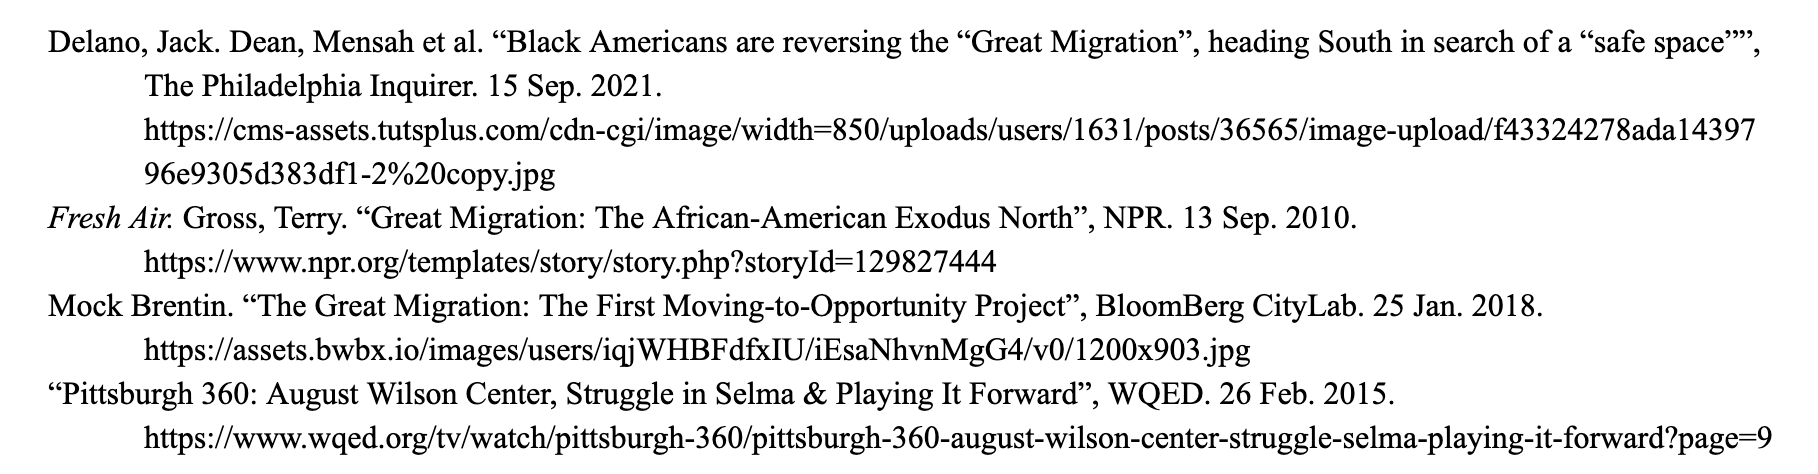 Delano, Jack. Dean, Mensah et al. “Black Americans are reversing the “Great Migration”, heading South in search of a “safe space””,
The Philadelphia Inquirer. 15 Sep. 2021.
https://cms-assets.tutsplus.com/cdn-cgi/image/width=850/uploads/users/1631/posts/36565/image-upload/f43324278ada14397
96e9305d383df1-2%20copy.jpg
Fresh Air. Gross, Terry. “Great Migration: The African-American Exodus North”, NPR. 13 Sep. 2010.
https://www.npr.org/templates/story/story.php?storyId=129827444
Mock Brentin. “The Great Migration: The First Moving-to-Opportunity Project”, BloomBerg CityLab. 25 Jan. 2018.
https://assets.bwbx.io/images/users/iqjWHBFdfxIU/iEsaNhvnMgG4/v0/1200x903.jpg
“Pittsburgh 360: August Wilson Center, Struggle in Selma & Playing It Forward”, WQED. 26 Feb. 2015.
https://www.wqed.org/tv/watch/pittsburgh-360/pittsburgh-360-august-wilson-center-struggle-selma-playing-it-forward?page=9